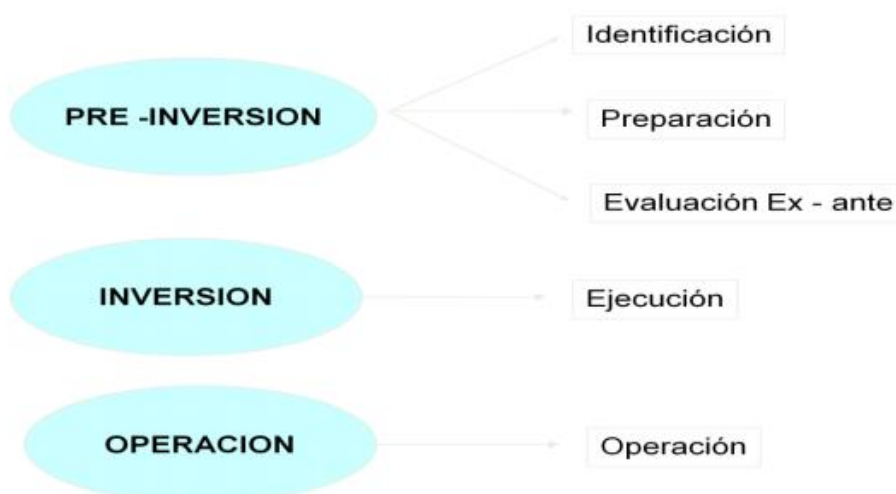 Identificación
PRE -INVERSION
Preparación
Evaluación Ex - ante
INVERSION
Ejecución
OPERACION
Operación